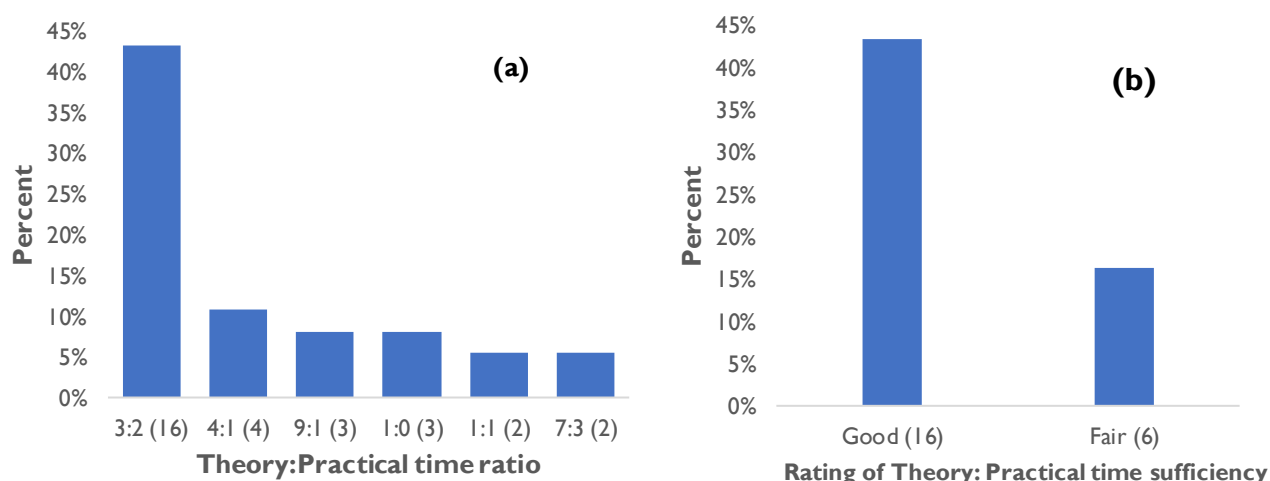 (a)
Percent
45%
40%
35%
30%
25%
20%
15%
10%
5%
0%
3:2 (16) 4:1 (4) 9:1 (3) 1:0 (3) 1:1 (2) 7:3 (2)
Theory:Practical time ratio
(b)
Percent
45%
40%
35%
30%
25%
20%
15%
10%
5%
0%
Good (16) Fair (6)
Rating of Theory: Practical time sufficiency